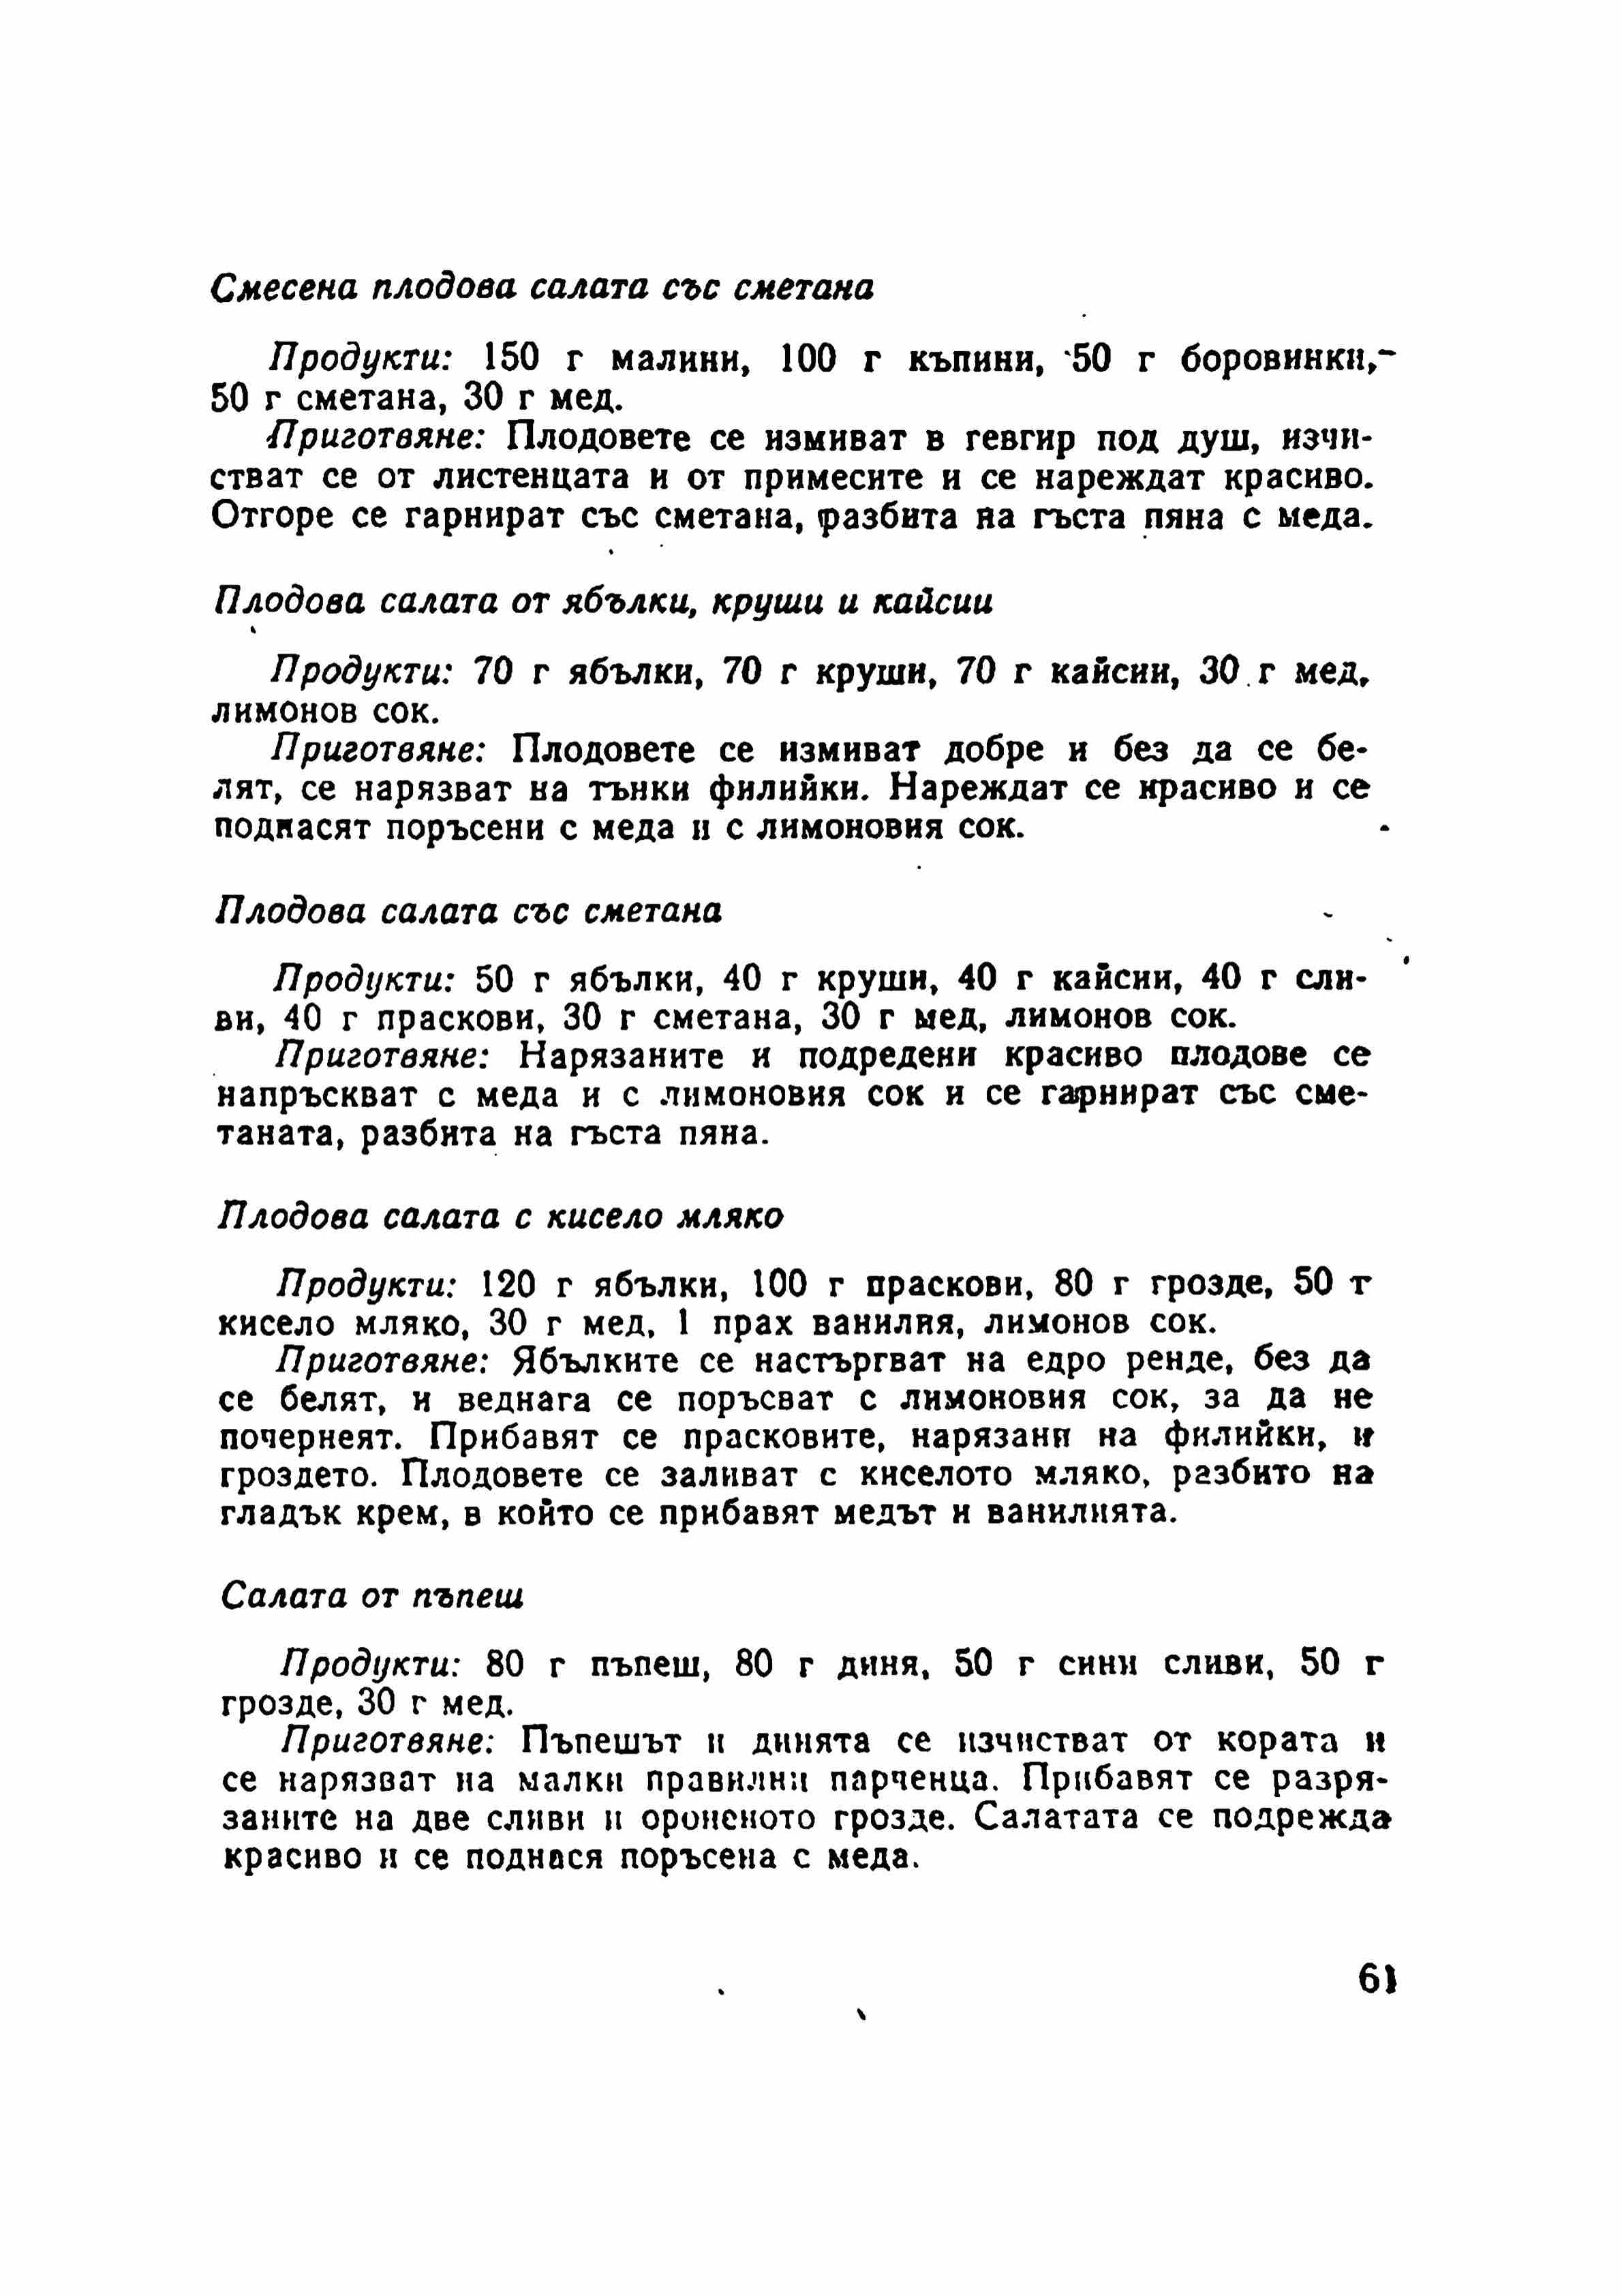 Смесена плодова салата със сметана
Продукти: 150 г малини, 100 г къпини, 50 г боровинки,
50 г сметана, 30 г мед.
Приготвяне: Плодовете се измиват в гевгир под душ, изчи-
стват се от листенцата и от примесите и се нареждат красиво.
Отгоре се гарнират със сметана, разбита на гъста пяна с меда.
Плодова салата от ябълки, круши и кайсии
Продукти: 70 г ябълки, 70 г круши, 70 г кайсии, 30 г мед,
лимонов сок.
Приготвяне: Плодовете се измиват добре и без да се бе-
лят, се нарязват на тънки филийки. Нареждат се красиво и се
поднасят поръсени с меда и с лимоновия сок.
Плодова салата със сметана
Продукти: 50 г ябълки, 40 г круши, 40 г кайсии, 40 г сли-
ви, 40 г праскови, 30 г сметана, 30 г мед, лимонов сок.
Приготвяне: Нарязаните и подредени красиво плодове се
напръскват с меда и с лимоновия сок и се гарнират със сме-
таната, разбита на гъста пяна.
Плодова салата с кисело мляко
Продукти: 120 г ябълки, 100 г праскови, 80 г грозде, 50 г
кисело мляко, 30 г мед, 1 прах ванилия, лимонов сок.
Приготвяне: Ябълките се настъргват на едро ренде, без да
се белят, и веднага се поръсват с лимоновия сок, за да не
почернеят. Прибавят се прасковите, нарязани на филийки, и
гроздето. Плодовете се заливат с киселото мляко, разбито на
гладък крем, в който се прибавят медът и ванилията.
Салата от пъпеш
Продукти: 80 г пъпеш, 80 г диня, 50 г сини сливи, 50 г
грозде, 30 г мед.
Приготвяне: Пъпешът и динята се изчистват от кората и
се нарязват на малки правилни парченца. Прибавят се разря-
заните на две сливи и ороненото грозде. Салатата се подрежда
красиво и се поднася поръсена с меда.
61